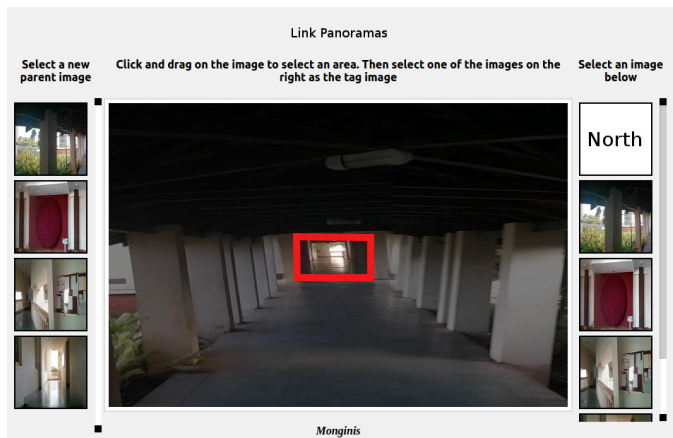 Link Panoramas
Select a new
parent image
Click and drag on the image to select an area. Then select one of the images on the
right as the tag image
Select an image
below
North
Monginis